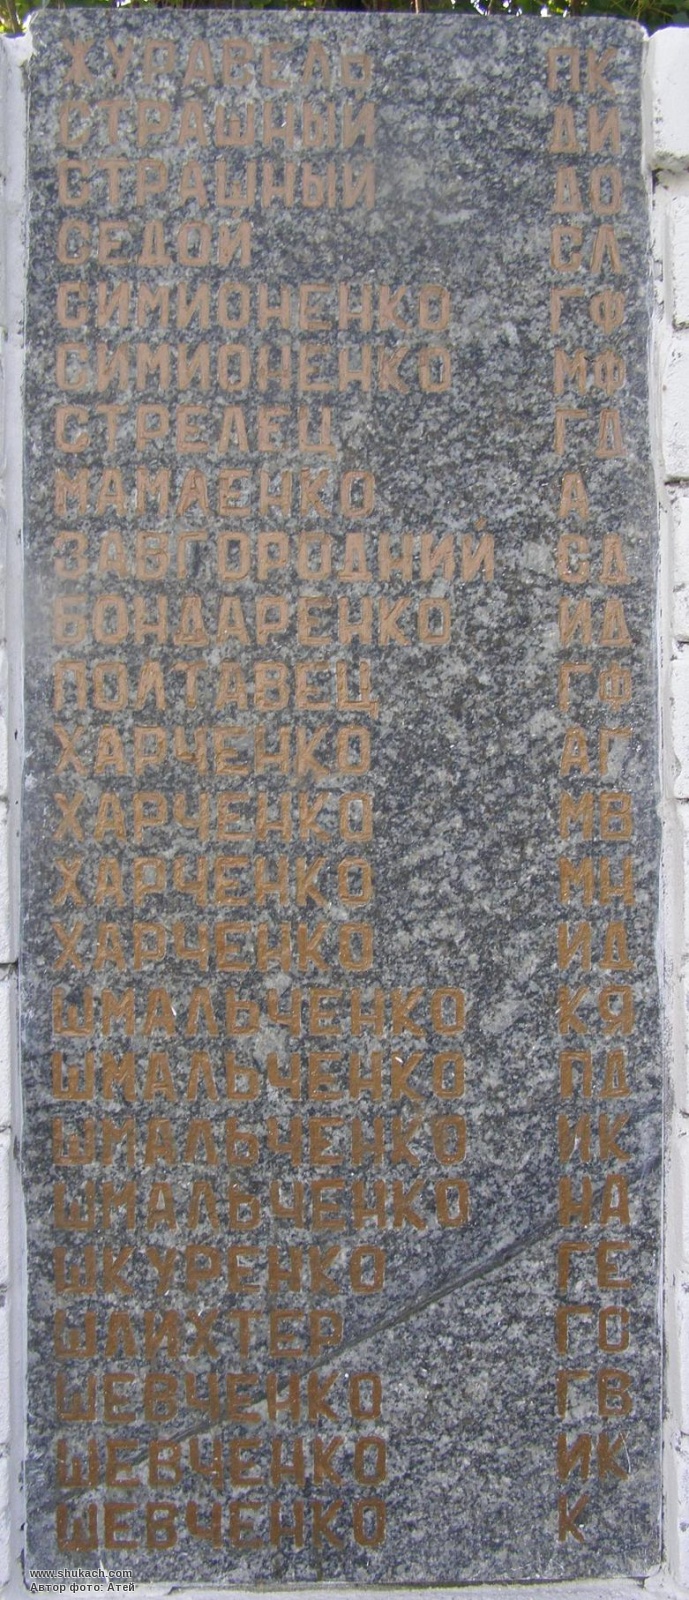 ЖУРАВЕЛЬ ПК
СТРАШНЫЙ ДИ
СТРАШНЫЙ ДО
СЕДОЙ СЛ
СИМИОНЕНКО ГФ
СИМИОНЕНКО МФ
СТРЕЛЕЦ ГД
МАМЛЕНКО А
ЗАВГОРОДНИЙ СД
БОНДАРЕНКО ИД
ПОЛТАВЕЦ ГФ
ХАРЧЕНКО АГ
ХАРЧЕНКО МВ
ХАРЧЕНКО МН
ХАРЧЕНКО ИД
ШМАЛЬЧЕНКО КЯ
ШМАЛЬЧЕНКО ПД
ШМАЛЬЧЕНКО ИК
ШМАЛЬЧЕНКО НА
ШКУРЕНКО ГЕ
ШЛИХТЕР ГС
ШЕВЧЕНКО ГВ
ШЕВЧЕНКО ИК
ШЕВЧЕНКО К
www.shukach.com
Автор фото: Атей